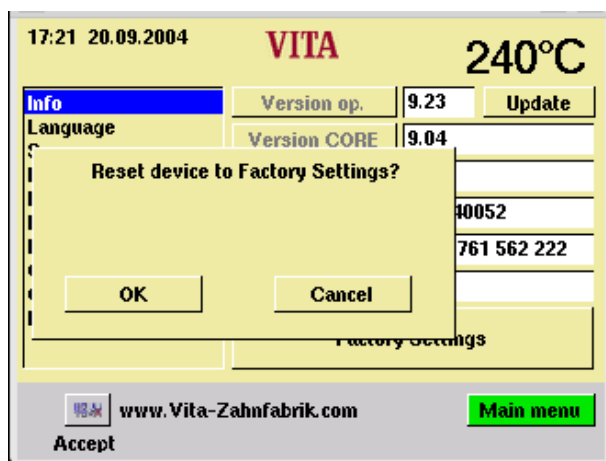 17:21 20.09.2004
VITA
240°C
Info
Version op.
9.23
Update
Language
Version CORE
9.04
Reset device to Factory Settings?
40052
761 562 222
OK
Cancel
Factory Settings
www.Vita-Zahnfabrik.com
Main menu
Accept